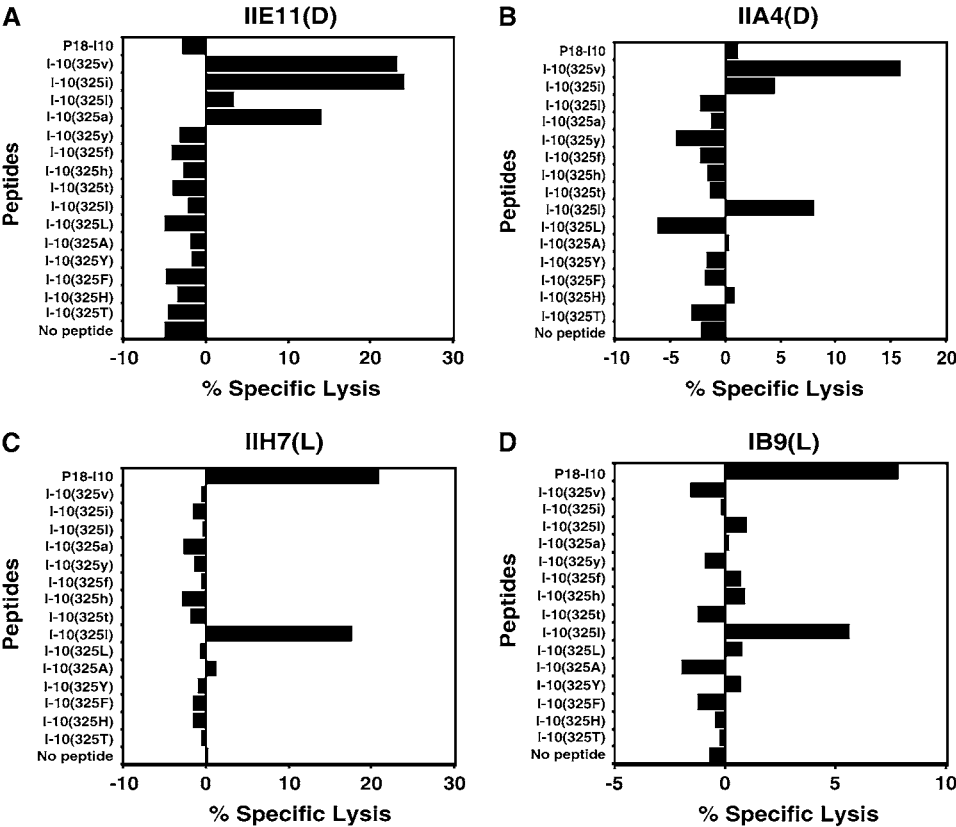 A
IIE11(D)
Peptides
P18-I10
I-10(325v)
I-10(325i)
I-10(325l)
I-10(325a)
I-10(325y)
I-10(325f)
I-10(325h)
I-10(325t)
I-10(325I)
I-10(325L)
I-10(325A)
I-10(325Y)
I-10(325F)
I-10(325H)
I-10(325T)
No peptide
-10 0 10 20 30
% Specific Lysis
B
IIA4(D)
Peptides
P18-I10
I-10(325v)
I-10(325i)
I-10(325l)
I-10(325a)
I-10(325y)
I-10(325f)
I-10(325h)
I-10(325t)
I-10(325I)
I-10(325L)
I-10(325A)
I-10(325Y)
I-10(325F)
I-10(325H)
I-10(325T)
No peptide
-10 -5 0 5 10 15 20
% Specific Lysis
C
IIH7(L)
Peptides
P18-I10
I-10(325v)
I-10(325i)
I-10(325l)
I-10(325a)
I-10(325y)
I-10(325f)
I-10(325h)
I-10(325t)
I-10(325I)
I-10(325L)
I-10(325A)
I-10(325Y)
I-10(325F)
I-10(325H)
I-10(325T)
No peptide
-10 0 10 20 30
% Specific Lysis
D
IB9(L)
Peptides
P18-I10
I-10(325v)
I-10(325i)
I-10(325l)
I-10(325a)
I-10(325y)
I-10(325f)
I-10(325h)
I-10(325t)
I-10(325I)
I-10(325L)
I-10(325A)
I-10(325Y)
I-10(325F)
I-10(325H)
I-10(325T)
No peptide
-5 0 5 10
% Specific Lysis